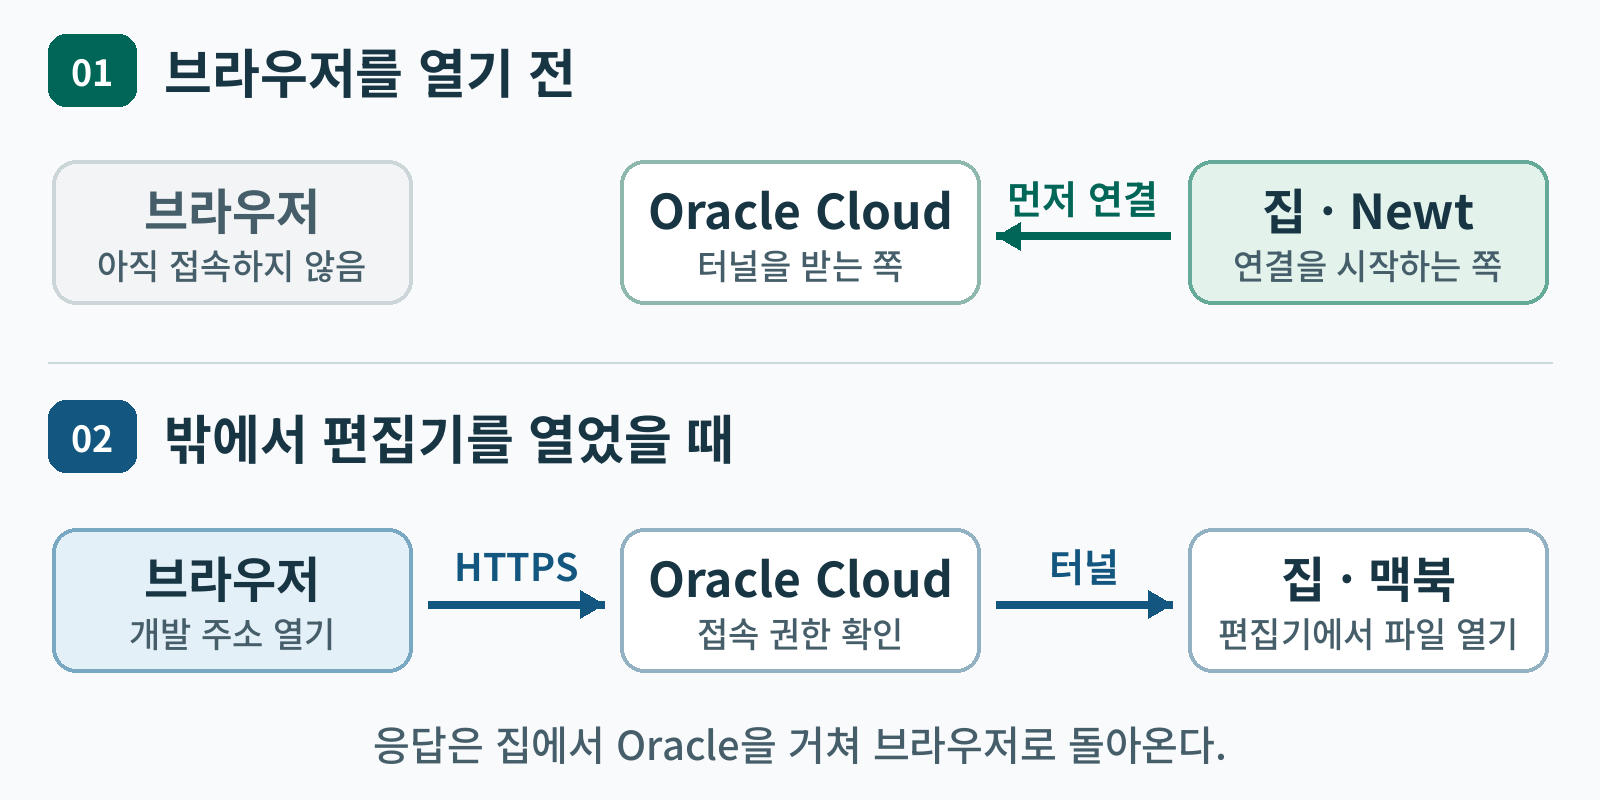 01 브라우저를 열기 전
브라우저
아직 접속하지 않음
Oracle Cloud
터널을 받는 쪽
먼저 연결
집 · Newt
연결을 시작하는 쪽
02 밖에서 편집기를 열었을 때
브라우저
개발 주소 열기
HTTPS
Oracle Cloud
접속 권한 확인
터널
집 · 맥북
편집기에서 파일 열기
응답은 집에서 Oracle을 거쳐 브라우저로 돌아온다.